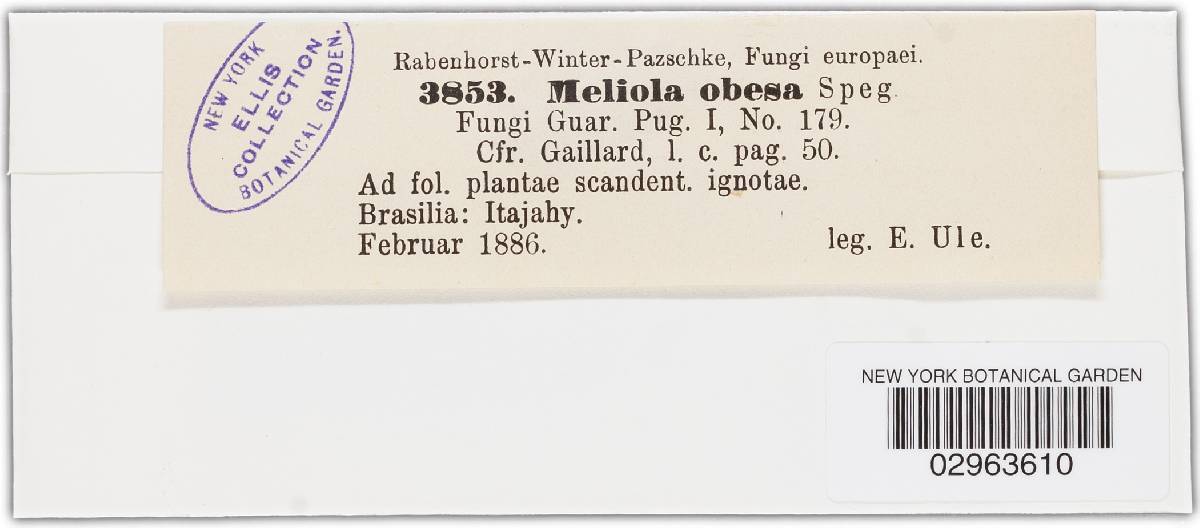 NEW YORK
ELLIS
COLLECTION
BOTANICAL GARDEN.
Rabenhorst-Winter-Pazschke, Fungi europaei.
3853. Meliola obesa Speg.
Fungi Guar. Pug. I, No. 179.
Cfr. Gaillard, l. c. pag. 50.
Ad fol. plantae scandent. ignotae.
Brasilia: Itajahy.
Februar 1886. leg. E. Ule.
NEW YORK BOTANICAL GARDEN
02963610